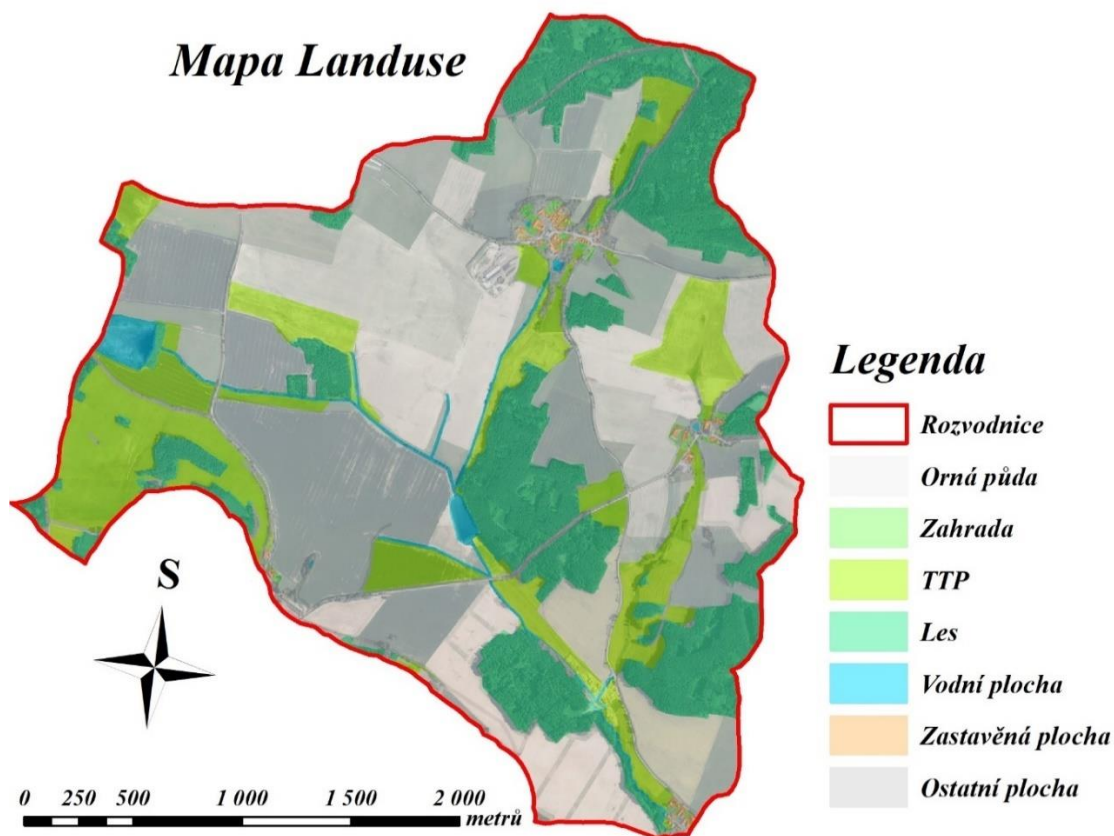 Mapa Landuse
Legenda
Rozvodnice
Orná půda
Zahrada
TTP
Les
Vodní plocha
Zastavěná plocha
Ostatní plocha
S
0 250 500 1 000 1 500 2 000
metrů